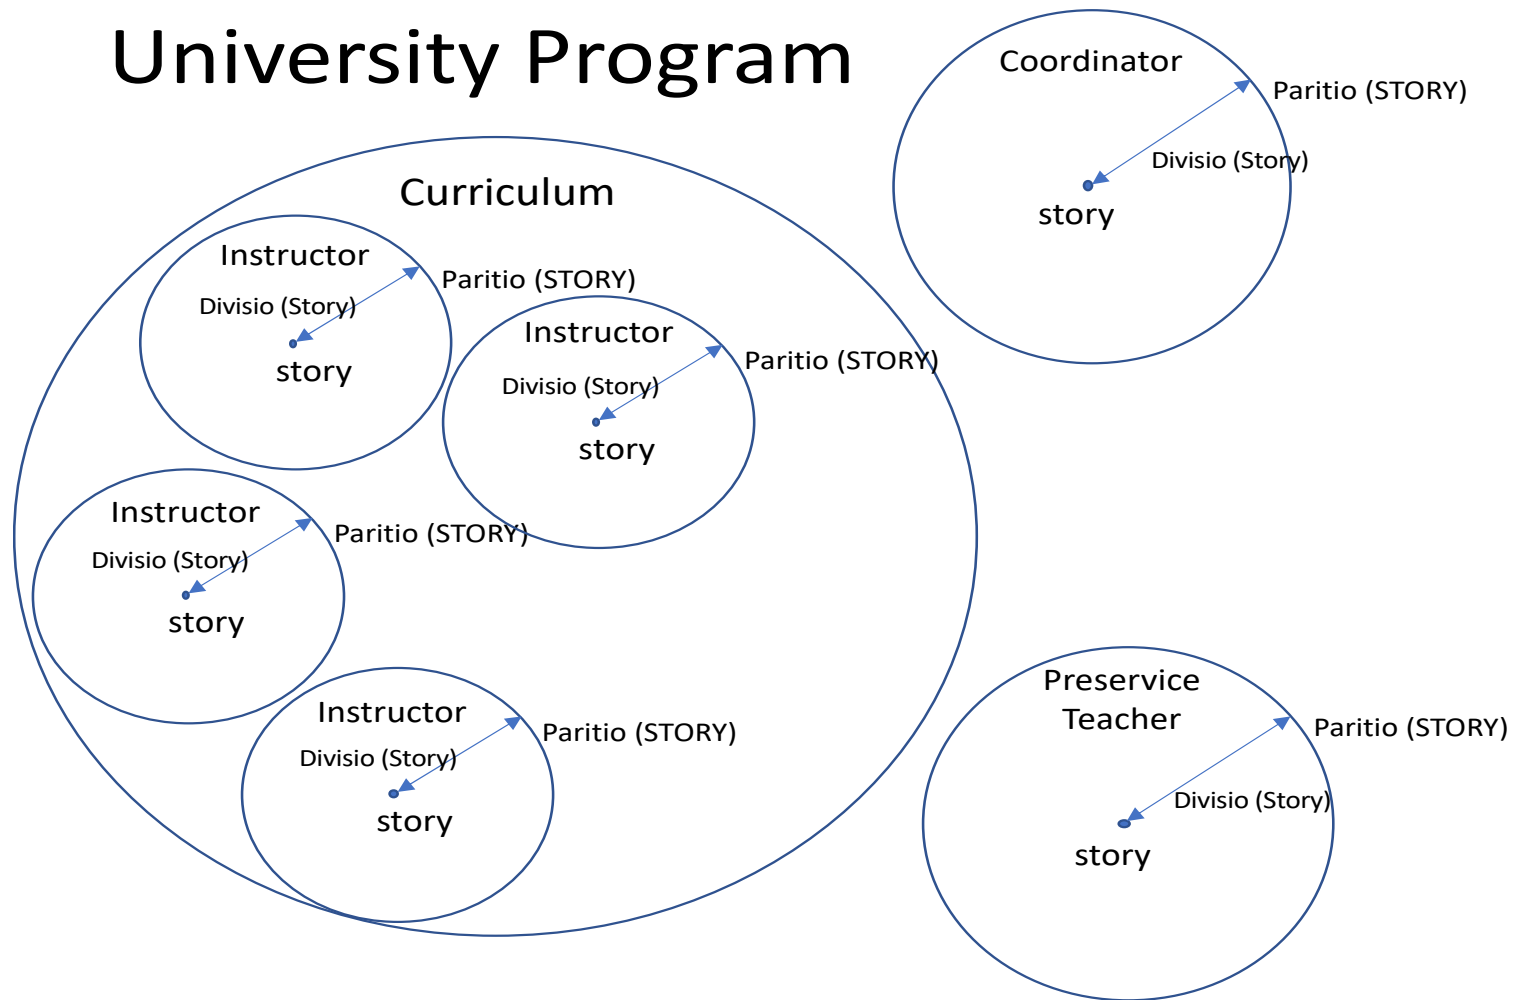 University Program
Coordinator
Paritio (STORY)
Divisio (Story)
story
Curriculum
Instructor
Paritio (STORY)
Divisio (Story)
story
Instructor
Paritio (STORY)
Divisio (Story)
story
Instructor
Paritio (STORY)
Divisio (Story)
story
Instructor
Paritio (STORY)
Divisio (Story)
story
Preservice
Teacher
Paritio (STORY)
Divisio (Story)
story